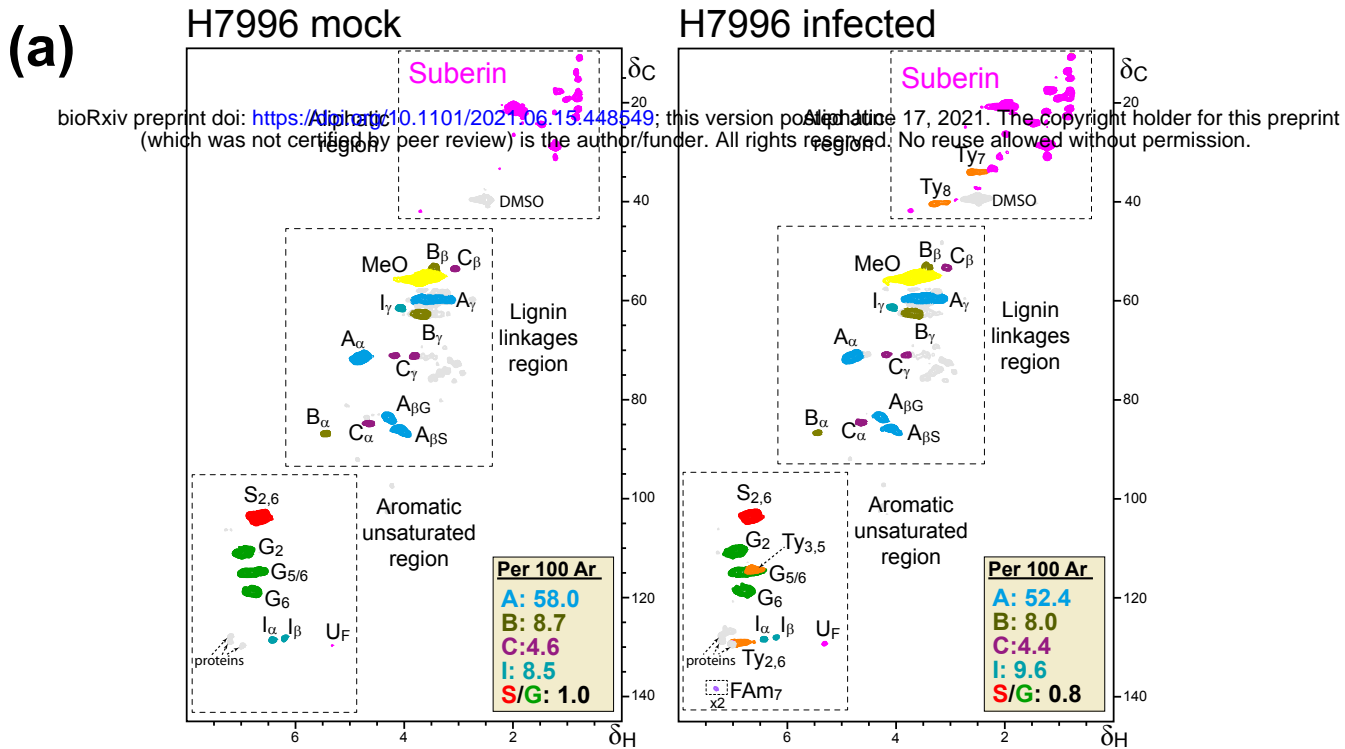 (a)
H7996 mock
H7996 infected
Suberin
δC
20
Suberin
δC
20
bioRxiv preprint doi: https://doi.org/10.1101/2021.06.15.448549; this version posted June 17, 2021. The copyright holder for this preprint
(which was not certified by peer review) is the author/funder. All rights reserved. No reuse allowed without permission.
Aliphatic
region
Aliphatic
region
Ty7
Ty8
DMSO
40
DMSO
40
MeO
Bβ
Cβ
Iγ
Aγ
60
Bγ
Lignin
linkages
region
Aα
Cγ
80
AβG
Bα
Cα
AβS
MeO
Bβ
Cβ
Iγ
Aγ
60
Bγ
Lignin
linkages
region
Aα
Cγ
80
AβG
Bα
Cα
AβS
S2,6
100
Aromatic
unsaturated
region
G2
G5/6
G6
120
Iα
Iβ
UF
proteins
140
Per 100 Ar
A: 58.0
B: 8.7
C:4.6
I: 8.5
S/G: 1.0
6
4
2
δH
S2,6
100
Aromatic
unsaturated
region
G2
Ty3,5
G5/6
G6
120
Iα
Iβ
UF
proteins
Ty2,6
FAm7
x2
140
Per 100 Ar
A: 52.4
B: 8.0
C: 4.4
I: 9.6
S/G: 0.8
6
4
2
δH